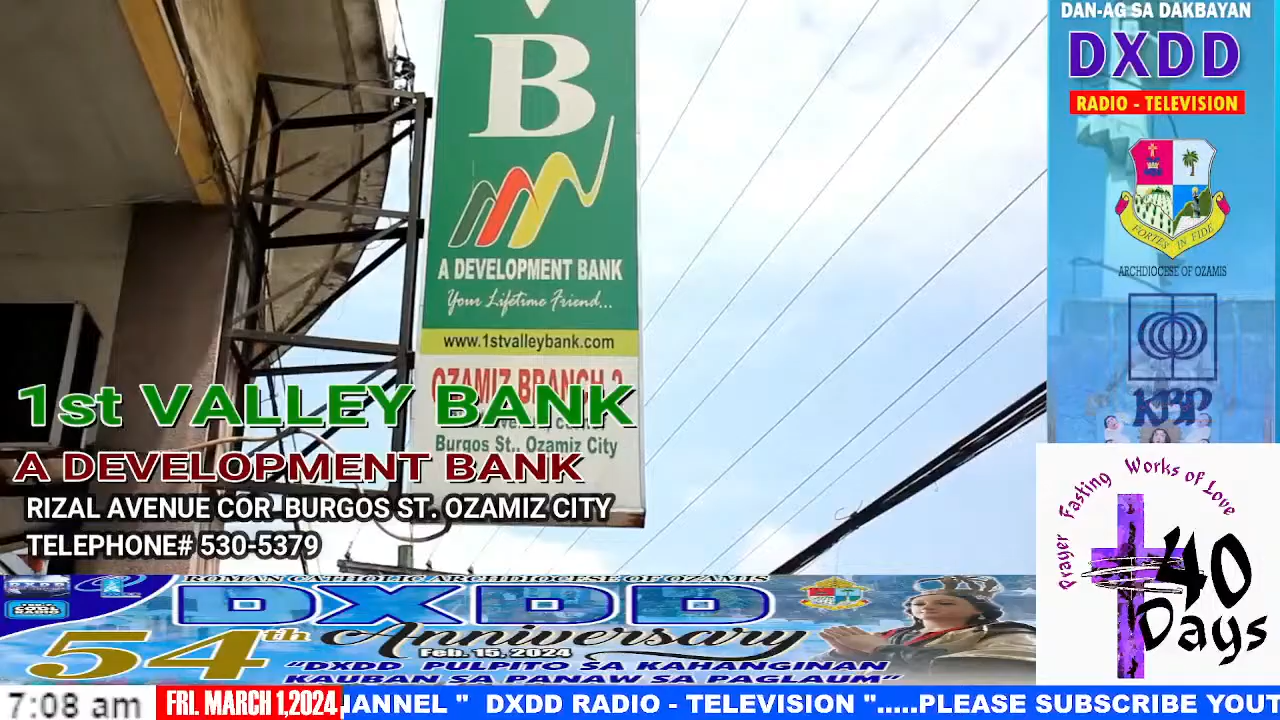 B
A DEVELOPMENT BANK
Your Lifetime Friend...
www.1stvalleybank.com
OZAMIZ BRANCH 2
Burgos St., Ozamiz City
1st VALLEY BANK
A DEVELOPMENT BANK
RIZAL AVENUE COR. BURGOS ST. OZAMIZ CITY
TELEPHONE# 530-5379
DAN-AG SA DAKBAYAN
DXDD
RADIO - TELEVISION
FORTES IN FIDE
ARCHDIOCESE OF OZAMIS
KBP
Prayer Fasting Works of Love
40
Days
ROMAN CATHOLIC ARCHDIOCESE OF OZAMIS
DXDD
54th Anniversary
Feb. 15, 2024
"DXDD PULPITO SA KAHANGINAN
KAUBAN SA PANAW SA PAGLAUM"
7:08 am FRI. MARCH 1,2024 HANNEL " DXDD RADIO - TELEVISION ".....PLEASE SUBSCRIBE YOUT